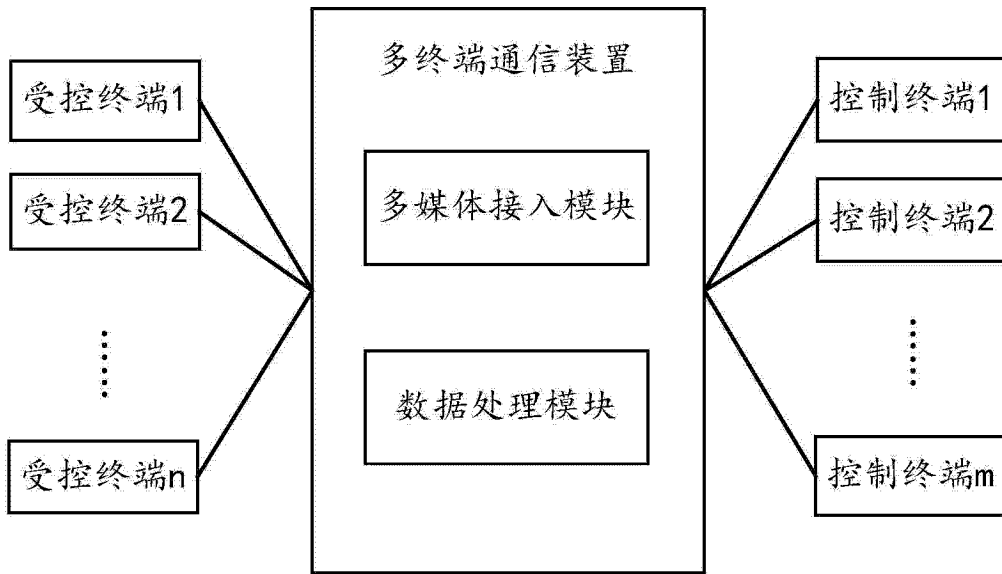 多终端通信装置
受控终端1
受控终端2
受控终端n
多媒体接入模块
数据处理模块
控制终端1
控制终端2
控制终端m